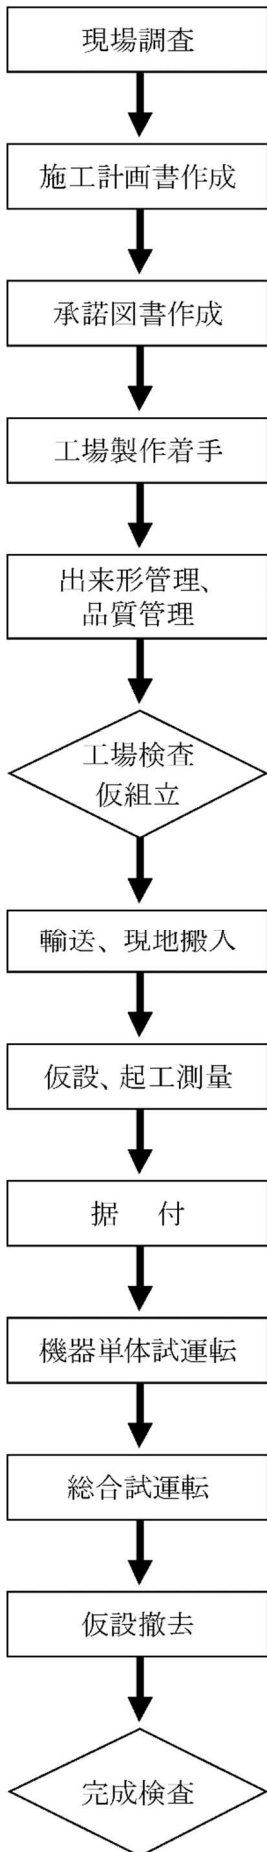 現場調査
施工計画書作成
承諾図書作成
工場製作着手
出来形管理、
品質管理
工場検査
仮組立
輸送、現地搬入
仮設、起工測量
据　付
機器単体試運転
総合試運転
仮設撤去
完成検査